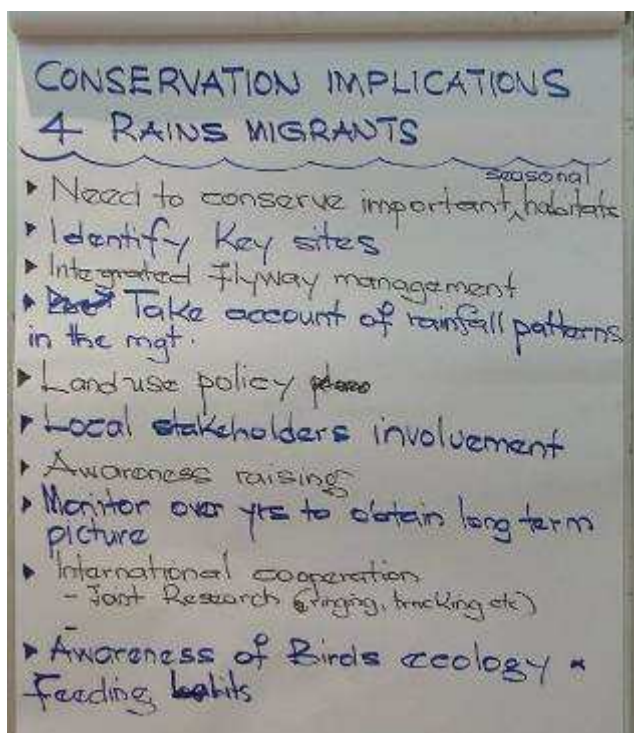 CONSERVATION IMPLICATIONS
4 RAINS MIGRANTS
seasonal
▸ Need to conserve important ^ habitats
▸ Identify Key sites
▸ Integrated Flyway management
▸ Take account of rainfall patterns
in the mgt.
▸ Land use policy
▸ Local stakeholders involvement
▸ Awareness raising
▸ Monitor over yrs to obtain long term
picture
▸ International cooperation
- Joint Research (ringing, tracking etc)
-
▸ Awareness of Birds ecology
Feeding habits